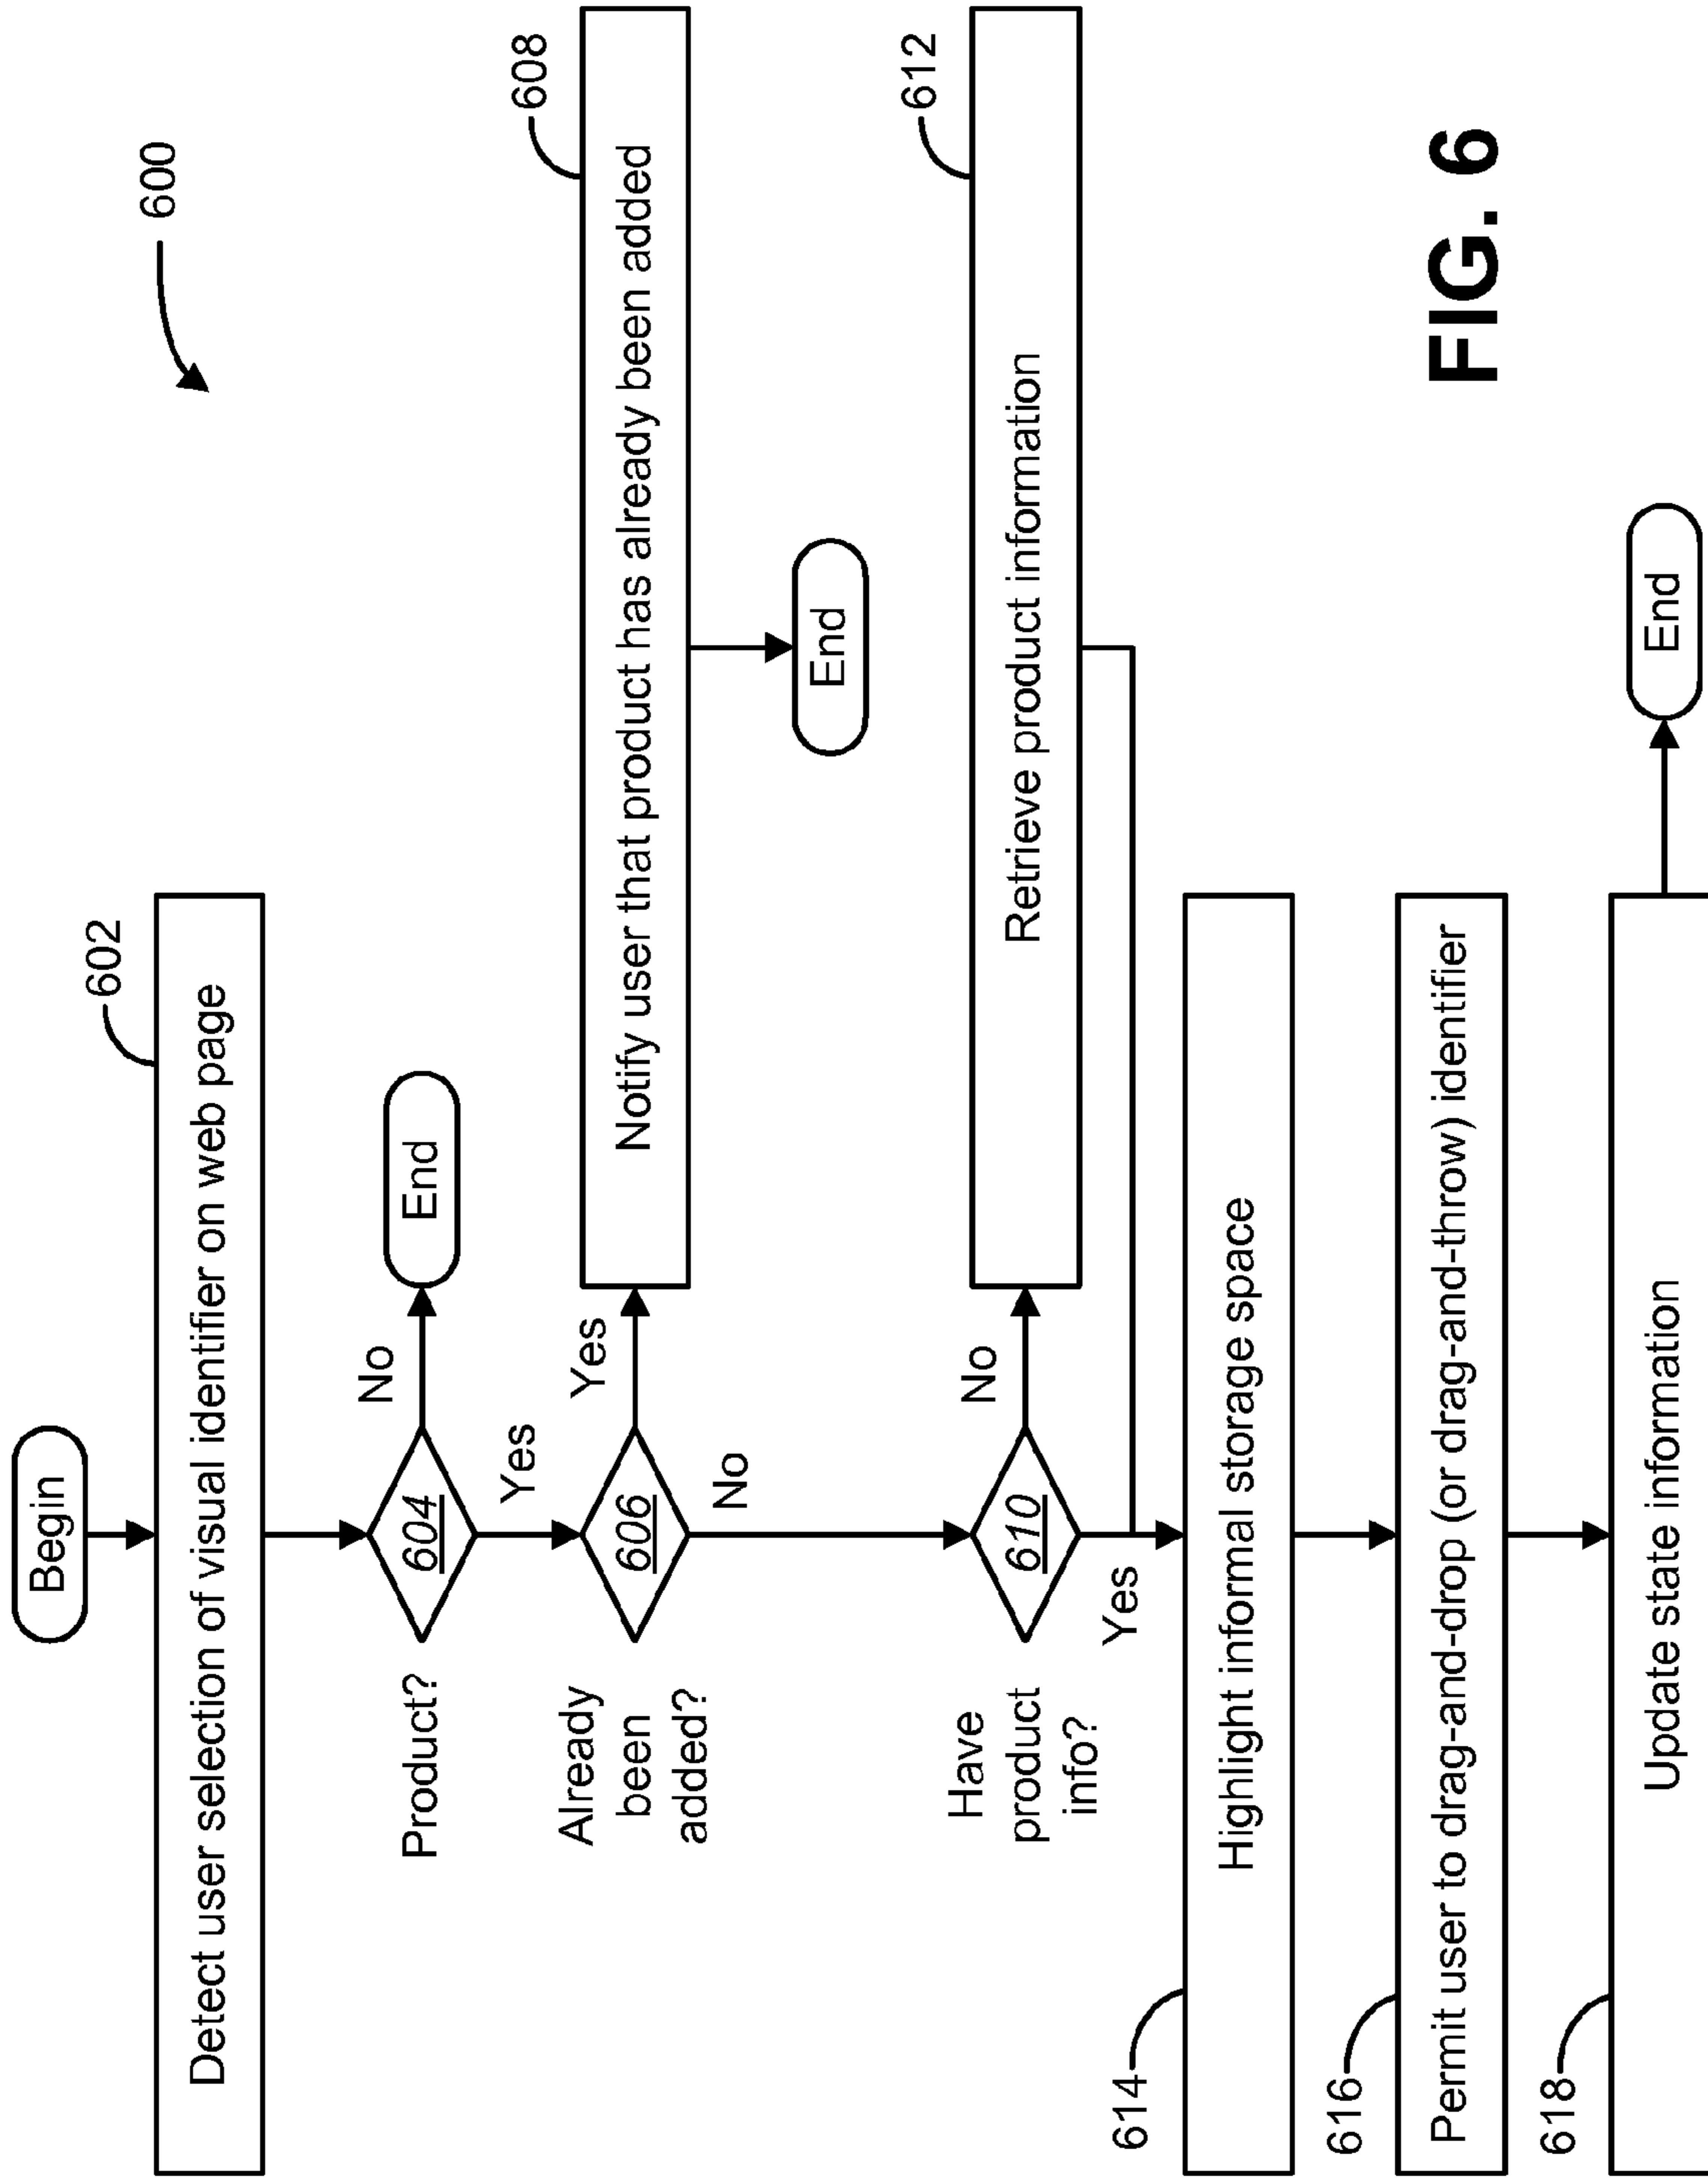 600
Begin
602
Detect user selection of visual identifier on web page
Product?
604
No
End
Yes
Already
been
added?
606
Yes
608
Notify user that product has already been added
End
No
Have
product
info?
610
No
612
Retrieve product information
Yes
614
Highlight informal storage space
616
Permit user to drag-and-drop (or drag-and-throw) identifier
618
Update state information
End
FIG. 6